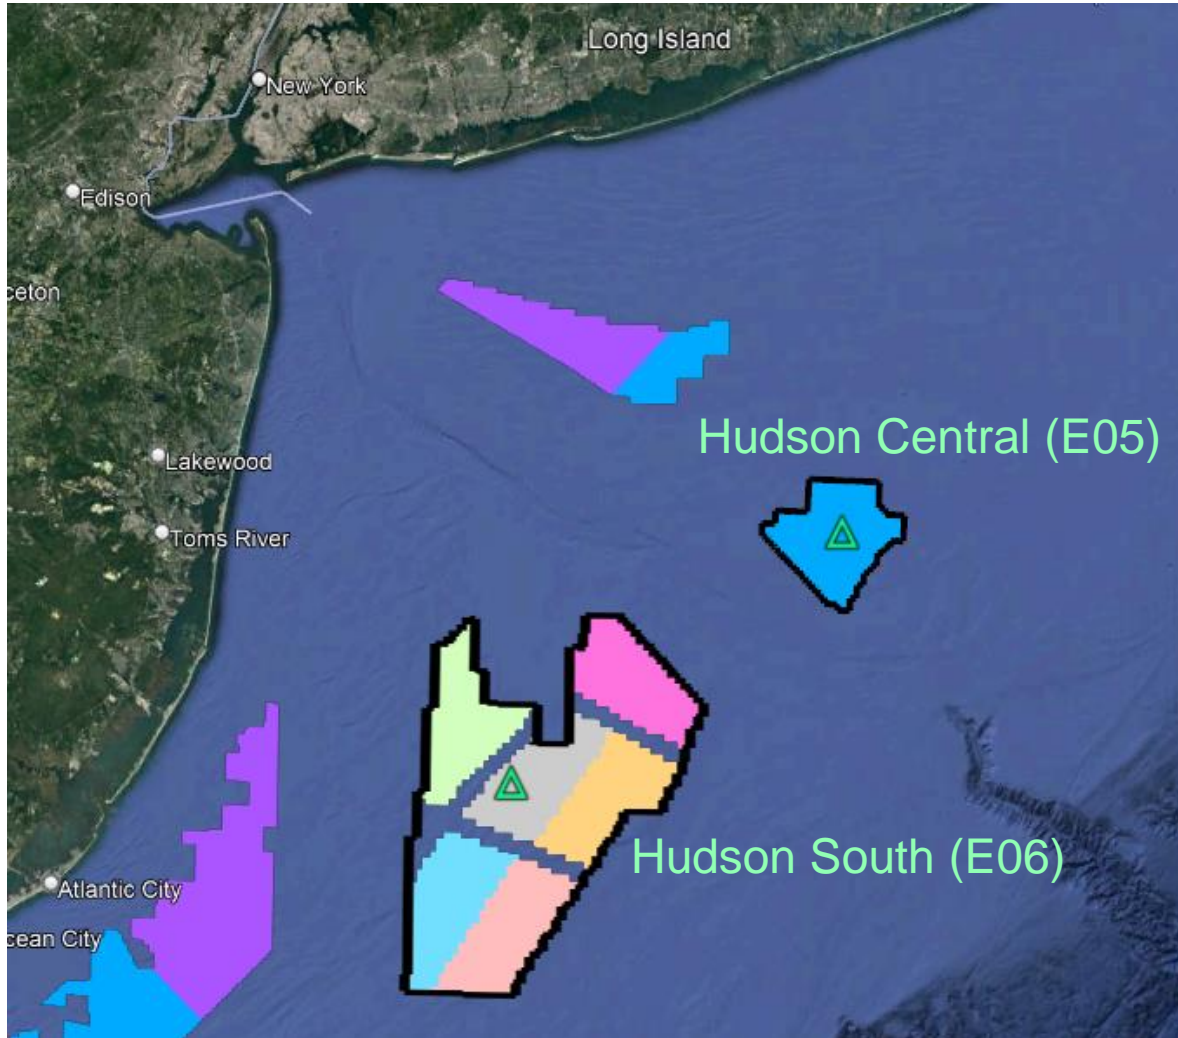 Long Island
New York
Edison
ceton
Hudson Central (E05)
Lakewood
Toms River
Hudson South (E06)
Atlantic City
cean City